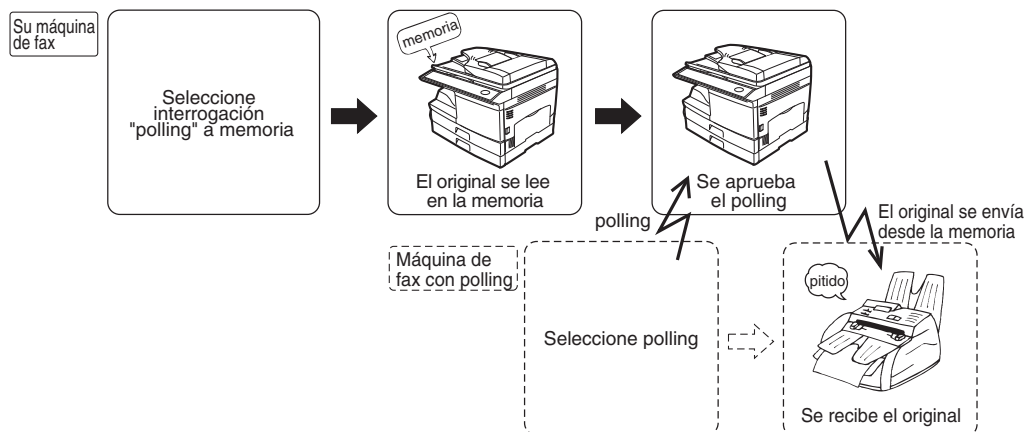 Su máquina
de fax
Seleccione
interrogación
"polling" a memoria
memoria
El original se lee
en la memoria
Se aprueba
el polling
polling
El original se envía
desde la memoria
Máquina de
fax con polling
Seleccione polling
pitido
Se recibe el original